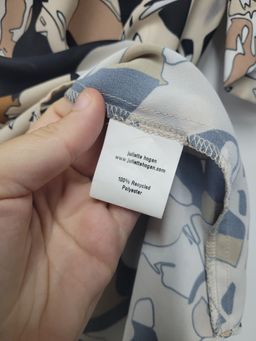 juliette hogan
www.juliettehogan.com
100% Recycled
Polyester